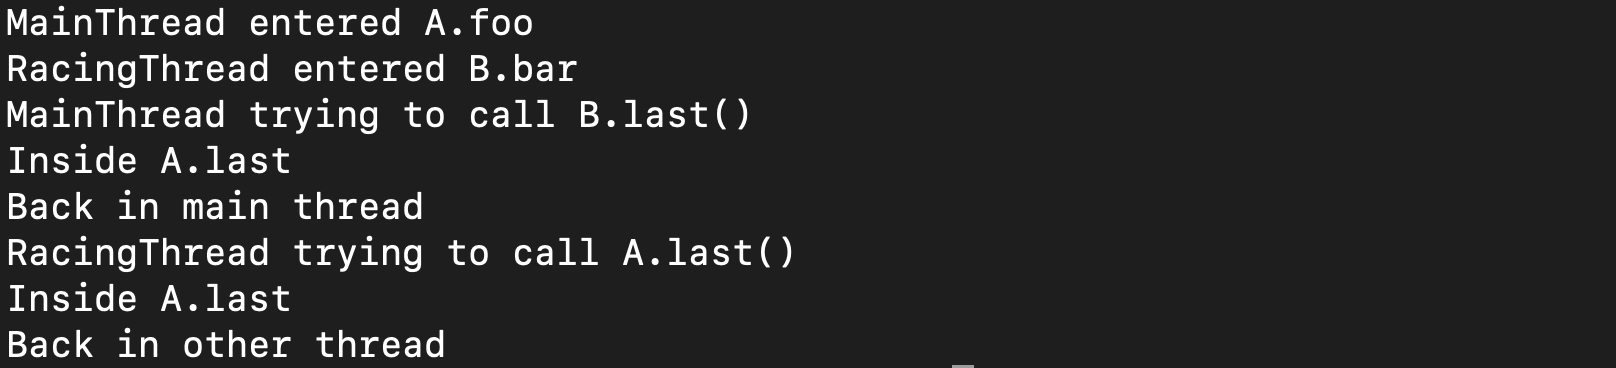 MainThread entered A.foo
RacingThread entered B.bar
MainThread trying to call B.last()
Inside A.last
Back in main thread
RacingThread trying to call A.last()
Inside A.last
Back in other thread